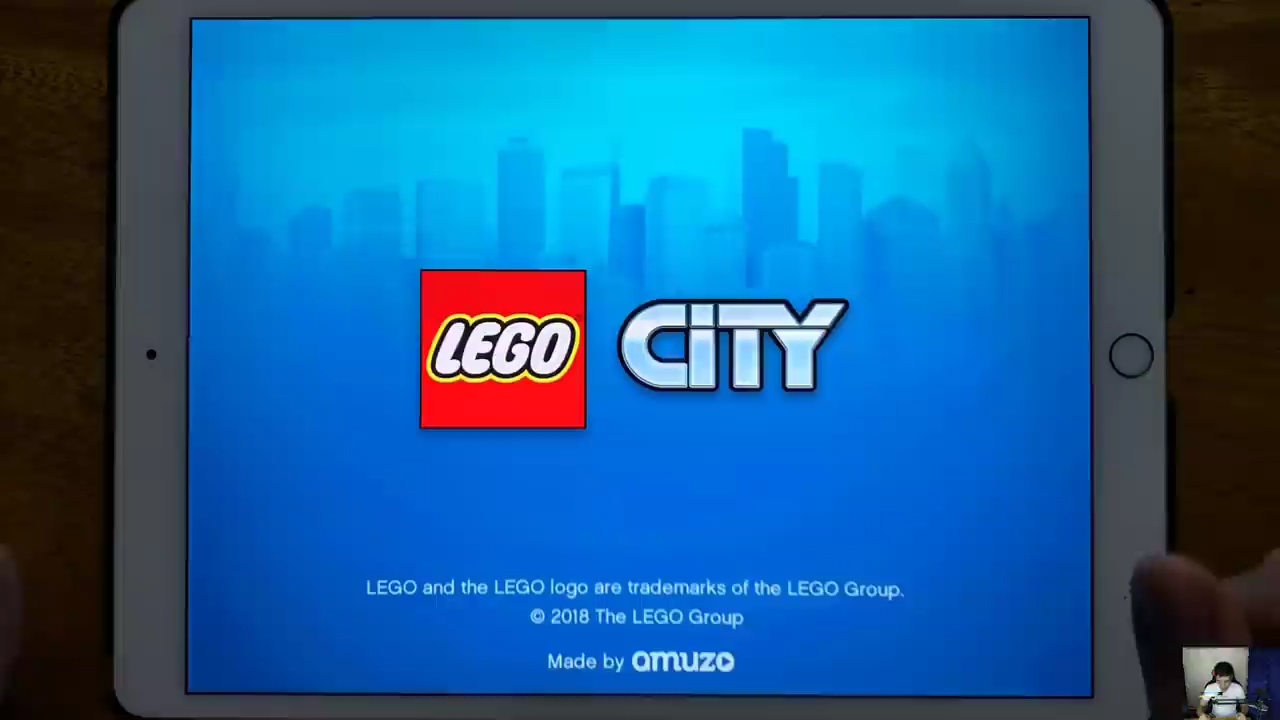 LEGO CITY
LEGO and the LEGO logo are trademarks of the LEGO Group.
© 2018 The LEGO Group
Made by amuzo